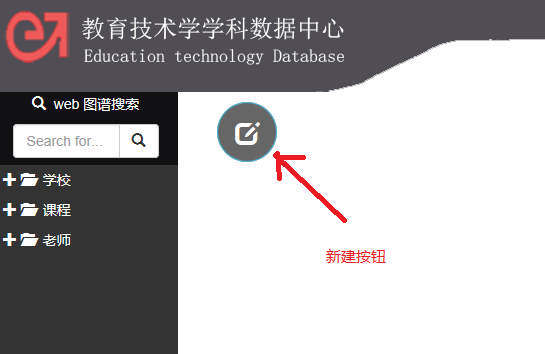 教育技术学学科数据中心
Education technology Database
web 图谱搜索
Search for...
学校
课程
老师
新建按钮